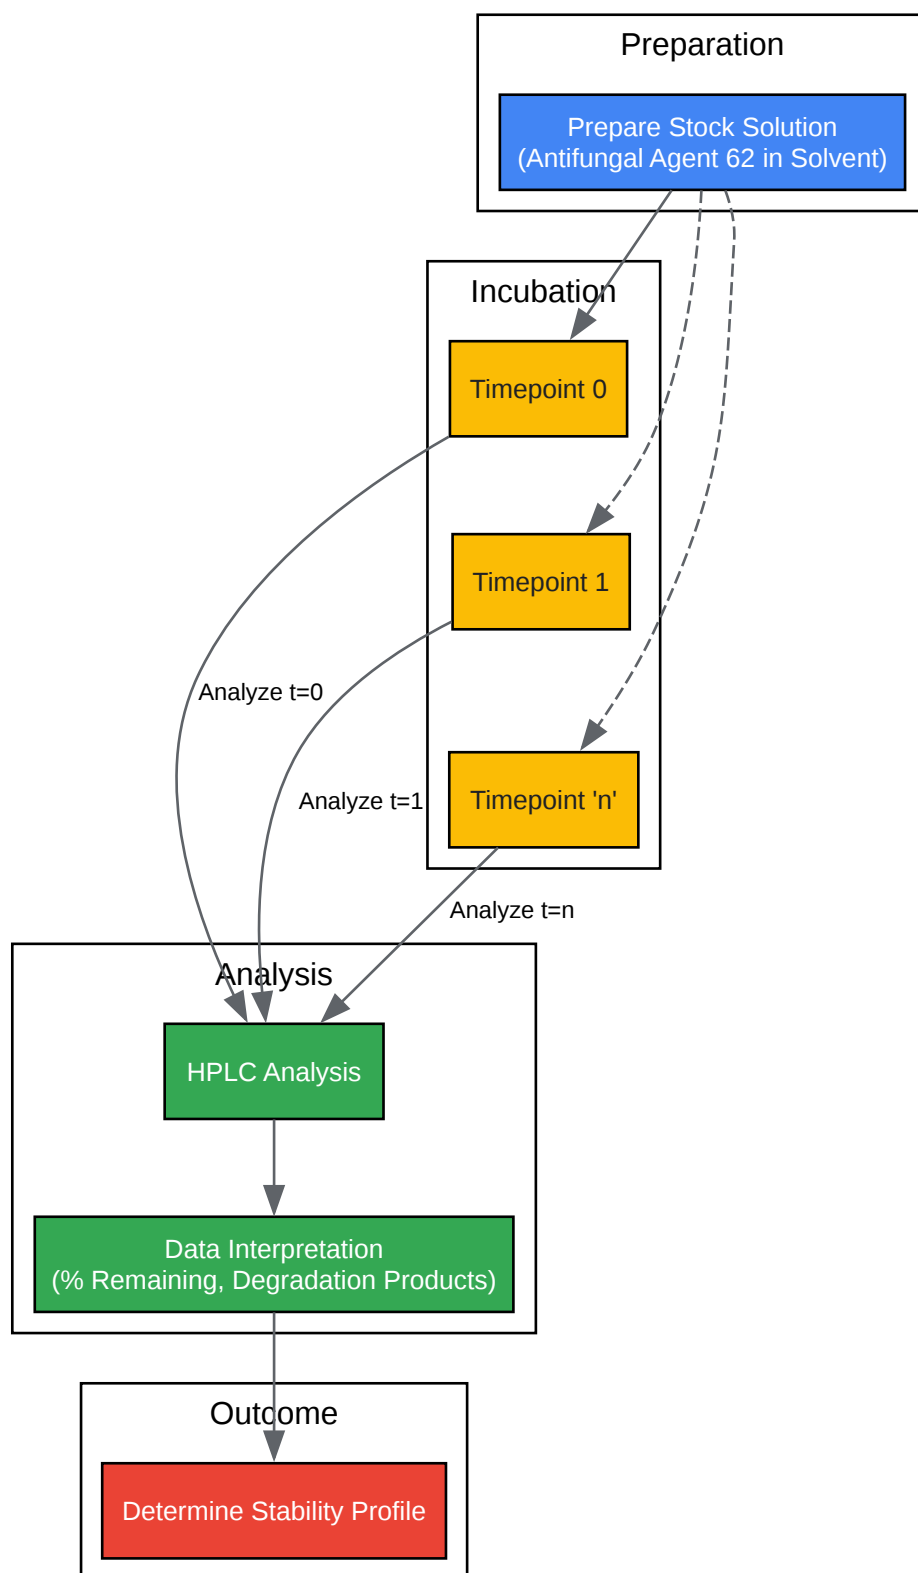 Preparation
Prepare Stock Solution
(Antifungal Agent 62 in Solvent)
Incubation
Timepoint 0
Timepoint 1
Analyze t=0
Analyze t=1
Timepoint 'n'
Analyze t=n
Analysis
HPLC Analysis
Data Interpretation
(% Remaining, Degradation Products)
Outcome
Determine Stability Profile